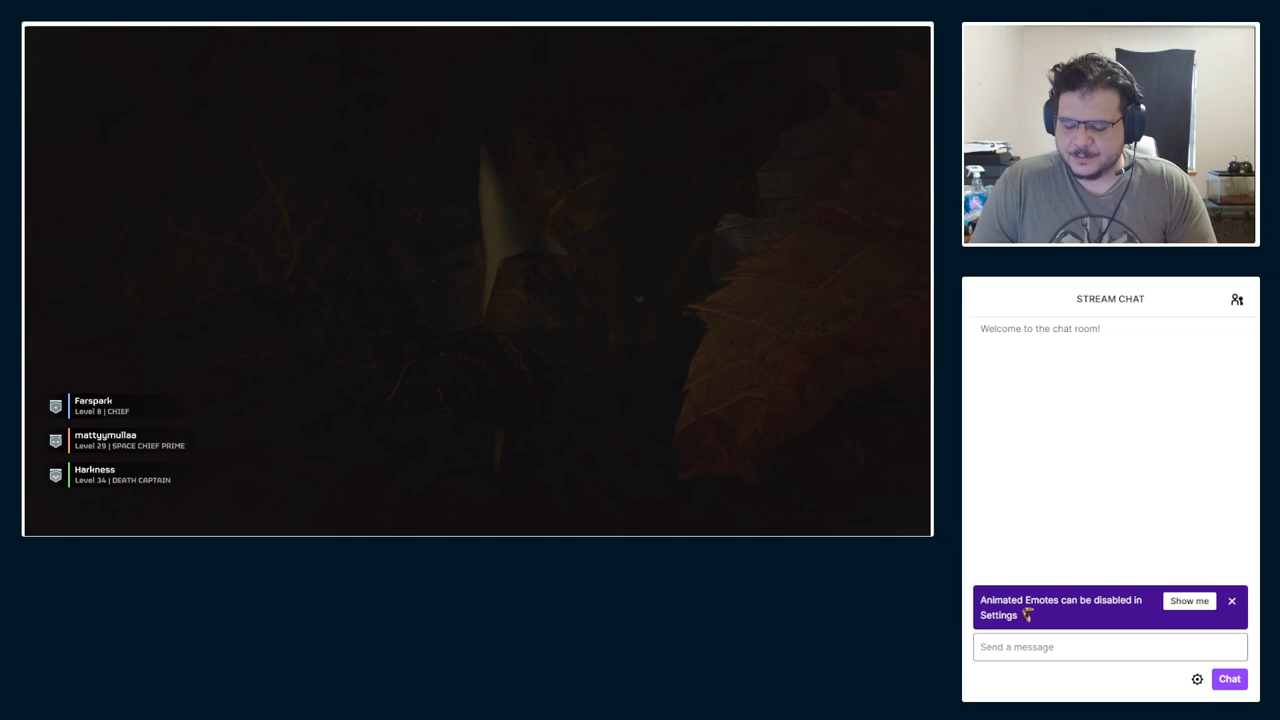 Farspark
Level 8 | CHIEF
mattyymullaa
Level 29 | SPACE CHIEF PRIME
Harkness
Level 34 | DEATH CAPTAIN
STREAM CHAT
Welcome to the chat room!
Animated Emotes can be disabled in
Settings
Show me
Send a message
Chat